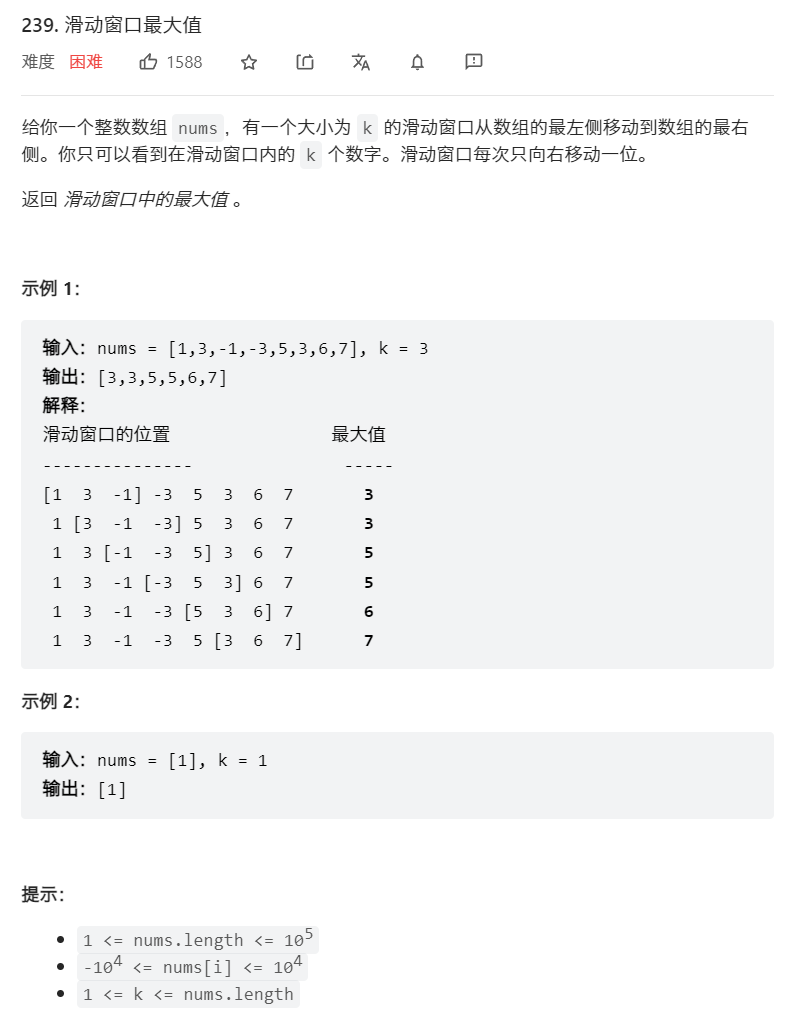 239. 滑动窗口最大值
难度 困难 1588
给你一个整数数组 nums，有一个大小为 k 的滑动窗口从数组的最左侧移动到数组的最右
侧。你只可以看到在滑动窗口内的 k 个数字。滑动窗口每次只向右移动一位。
返回 滑动窗口中的最大值 。
示例 1：
输入：nums = [1,3,-1,-3,5,3,6,7], k = 3
输出：[3,3,5,5,6,7]
解释：
滑动窗口的位置                最大值
---------------               -----
[1  3  -1] -3  5  3  6  7       3
 1 [3  -1  -3] 5  3  6  7       3
 1  3 [-1  -3  5] 3  6  7       5
 1  3  -1 [-3  5  3] 6  7       5
 1  3  -1  -3 [5  3  6] 7       6
 1  3  -1  -3  5 [3  6  7]      7
示例 2：
输入：nums = [1], k = 1
输出：[1]
提示：
• 1 <= nums.length <= 10⁵
• -10⁴ <= nums[i] <= 10⁴
• 1 <= k <= nums.length